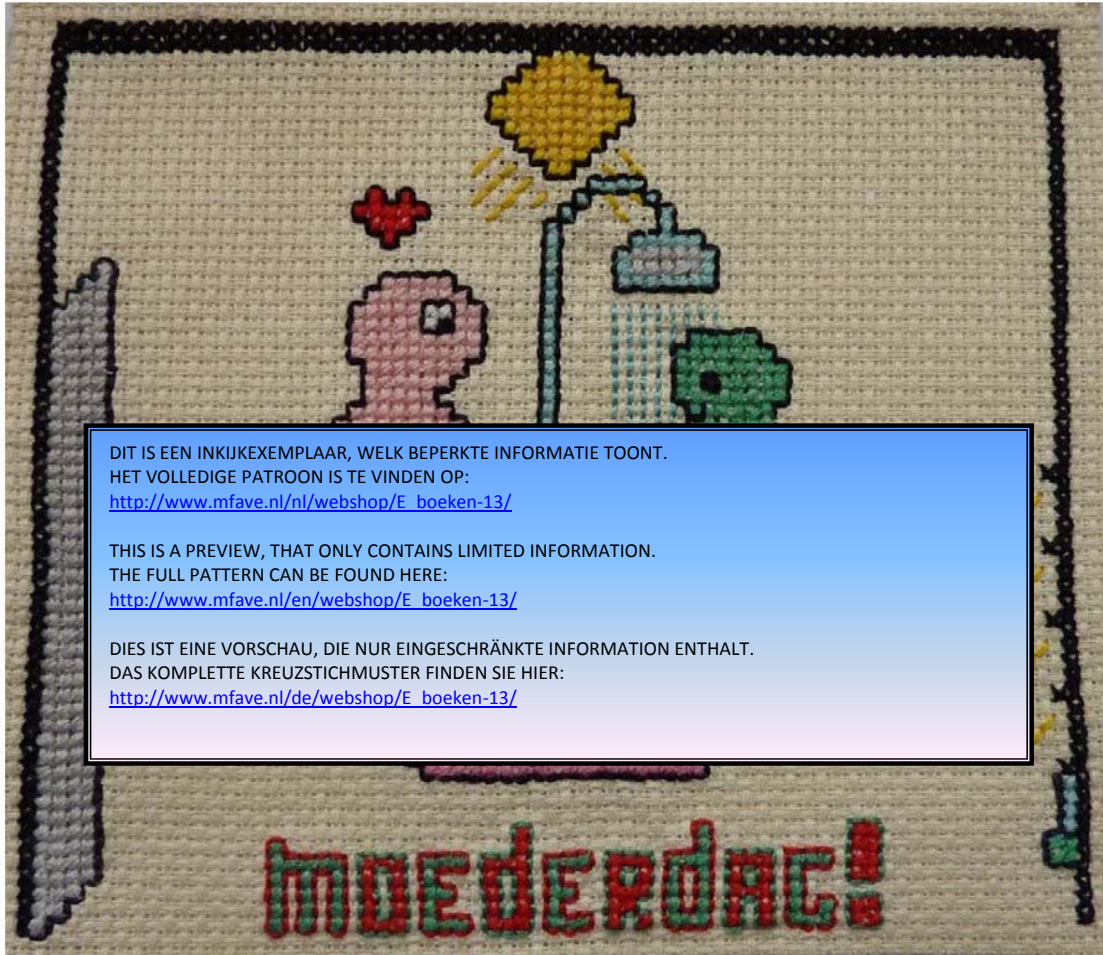 DIT IS EEN INKIJKEXEMPLAAR, WELK BEPERKTE INFORMATIE TOONT.
HET VOLLEDIGE PATROON IS TE VINDEN OP:
http://www.mfave.nl/nl/webshop/E_boeken-13/
THIS IS A PREVIEW, THAT ONLY CONTAINS LIMITED INFORMATION.
THE FULL PATTERN CAN BE FOUND HERE:
http://www.mfave.nl/en/webshop/E_boeken-13/
DIES IST EINE VORSCHAU, DIE NUR EINGESCHRÄNKTE INFORMATION ENTHALT.
DAS KOMPLETTE KREUZSTICHMUSTER FINDEN SIE HIER:
http://www.mfave.nl/de/webshop/E_boeken-13/
mOEdERdAG!